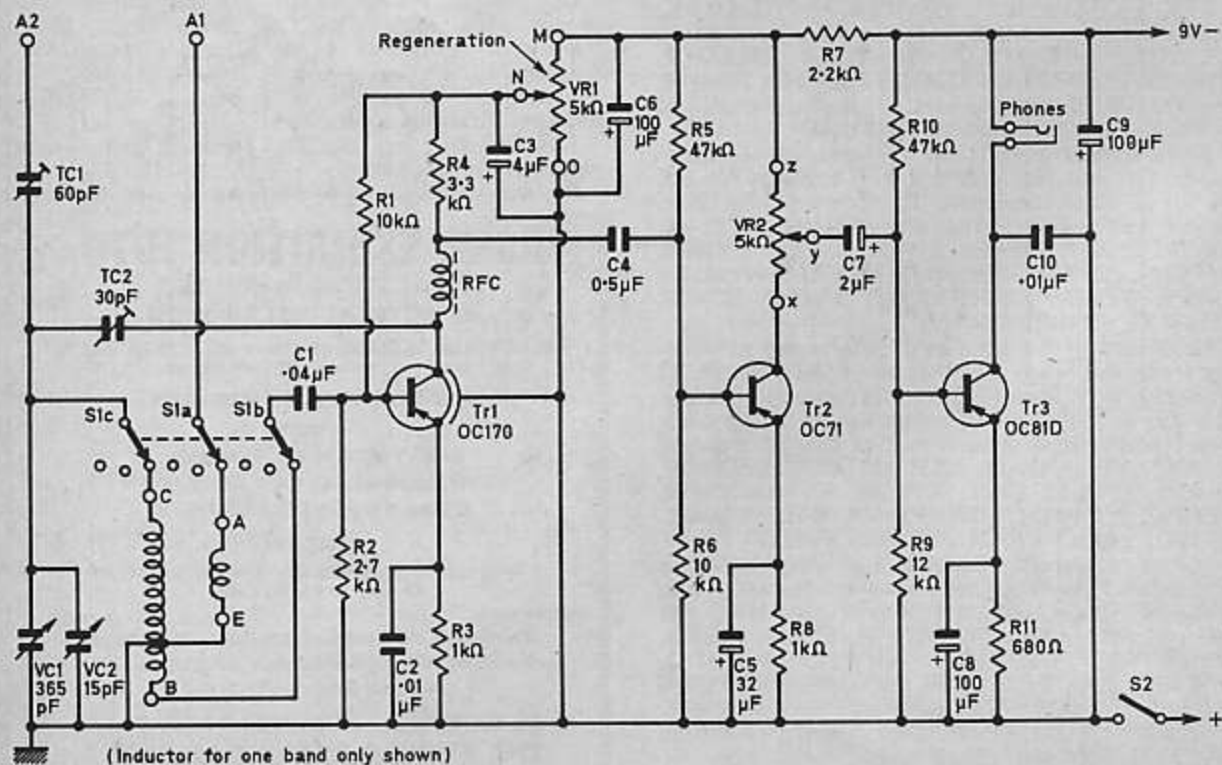 A2
A1
Regeneration
M
9V-
R7
2·2kΩ
N
VR1
5kΩ
C6
100
µF
+
Phones
R5
47kΩ
R10
47kΩ
C9
100µF
+
TC1
60pF
R1
10kΩ
R4
3·3
kΩ
C3
4µF
+
O
Z
VR2
5kΩ
y
C7
2µF
+
RFC
C4
0·5µF
C10
·01µF
TC2
30pF
x
C1
·04µF
S1c
S1a
S1b
Tr1
OC170
Tr2
OC71
Tr3
OC81D
C
A
R2
2·7
kΩ
R6
10
kΩ
R9
12
kΩ
E
VC1
365
pF
VC2
15pF
B
C2
·01
µF
R3
1kΩ
C5
32
µF
+
R8
1kΩ
C8
100
µF
+
R11
680Ω
S2
+
(Inductor for one band only shown)